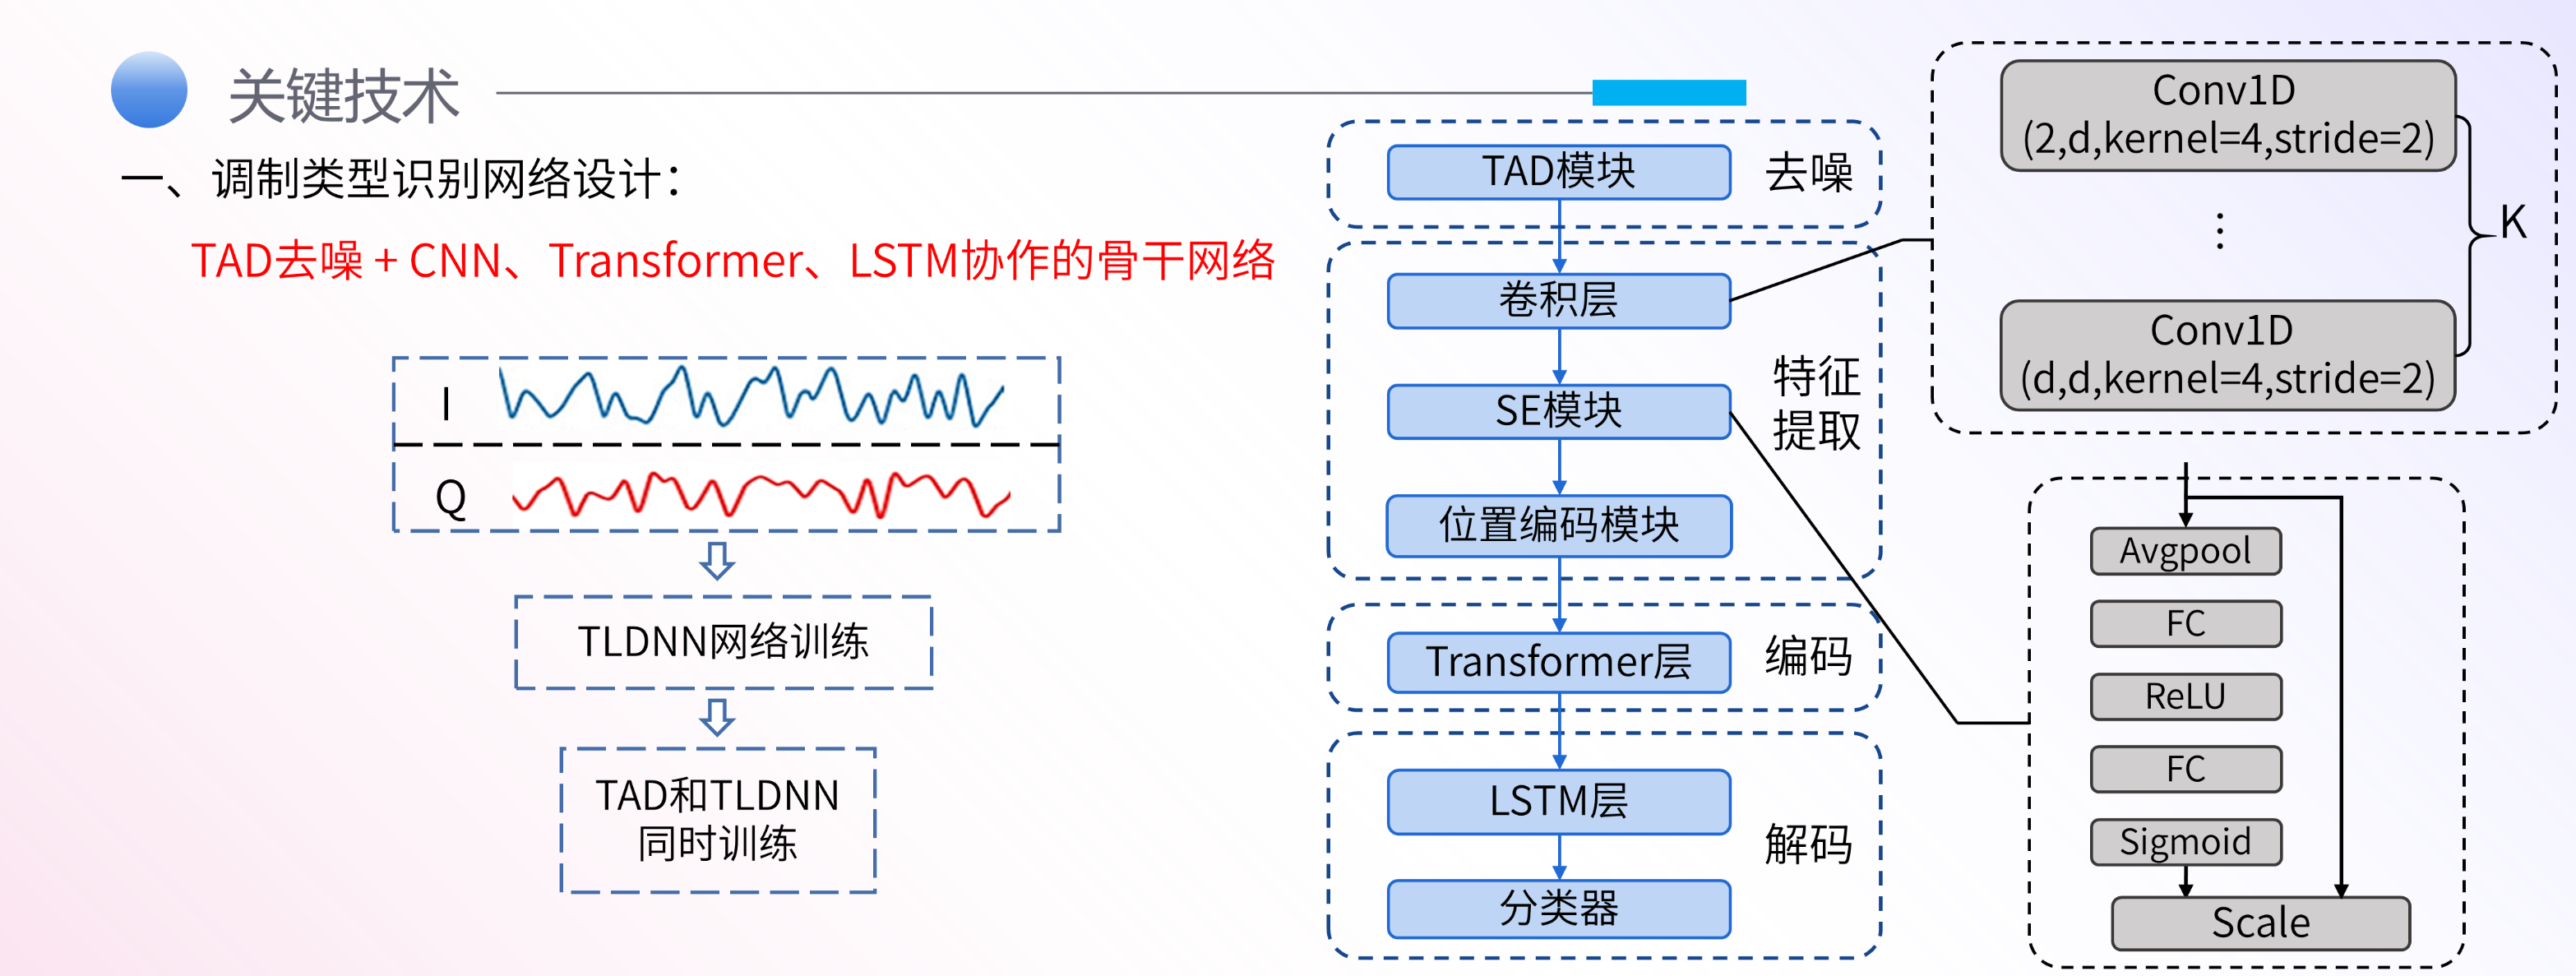 关键技术
一、调制类型识别网络设计：
TAD去噪 + CNN、Transformer、LSTM协作的骨干网络
I
Q
TLDNN网络训练
TAD和TLDNN
同时训练
TAD模块
去噪
卷积层
SE模块
位置编码模块
特征
提取
Transformer层
编码
LSTM层
分类器
解码
Conv1D
(2,d,kernel=4,stride=2)
⋮
Conv1D
(d,d,kernel=4,stride=2)
K
Avgpool
FC
ReLU
FC
Sigmoid
Scale